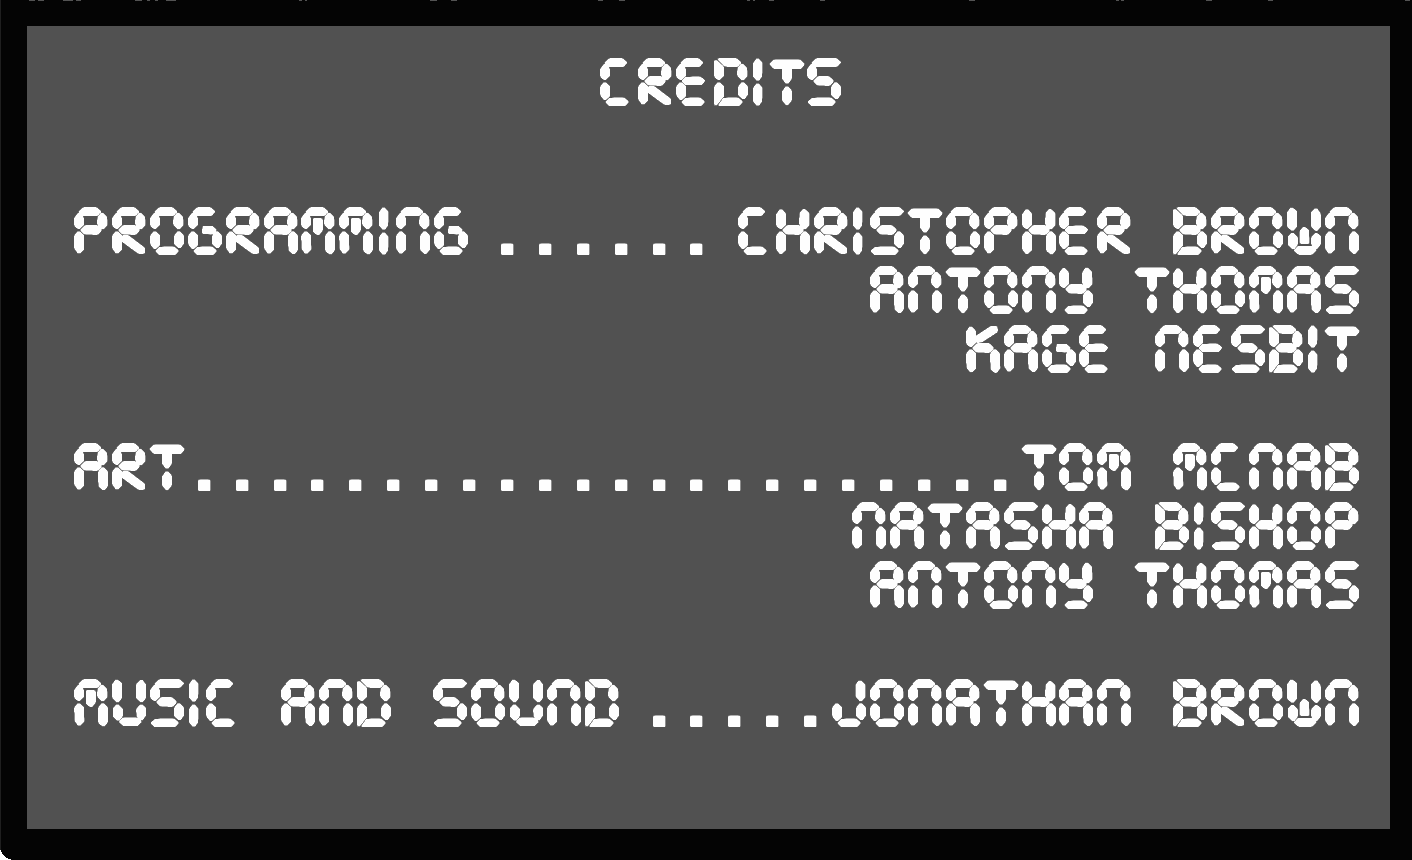 CREDITS
PROGRAMMING ...... CHRISTOPHER BROWN
ANTONY THOMAS
KAGE NESBIT
ART......................TOM MCNAB
NATASHA BISHOP
ANTONY THOMAS
MUSIC AND SOUND .....JONATHAN BROWN